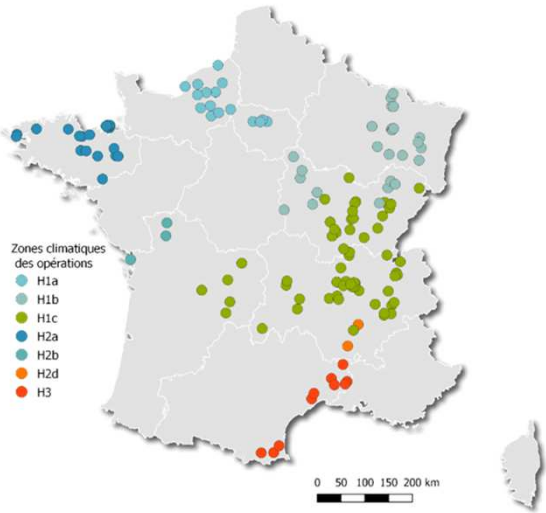 Zones climatiques
des opérations
H1a
H1b
H1c
H2a
H2b
H2d
H3
0 50 100 150 200 km